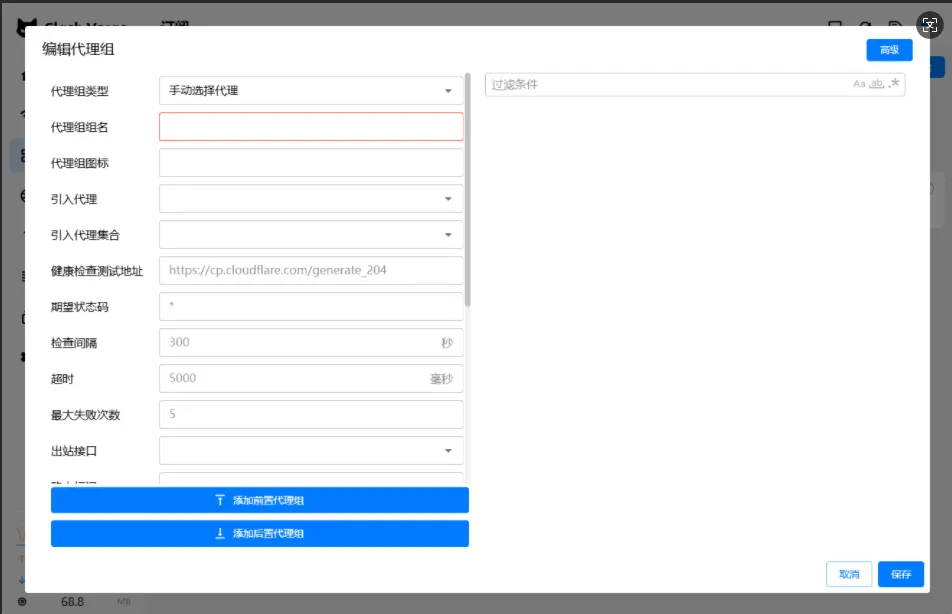 编辑代理组
高级
代理组类型
手动选择代理
过滤条件
Aa ab .*
代理组组名
代理组图标
引入代理
引入代理集合
健康检查测试地址
https://cp.cloudflare.com/generate_204
期望状态码
*
检查间隔
300
秒
超时
5000
毫秒
最大失败次数
5
出站接口
添加前置代理组
添加后置代理组
取消
保存
68.8
MB